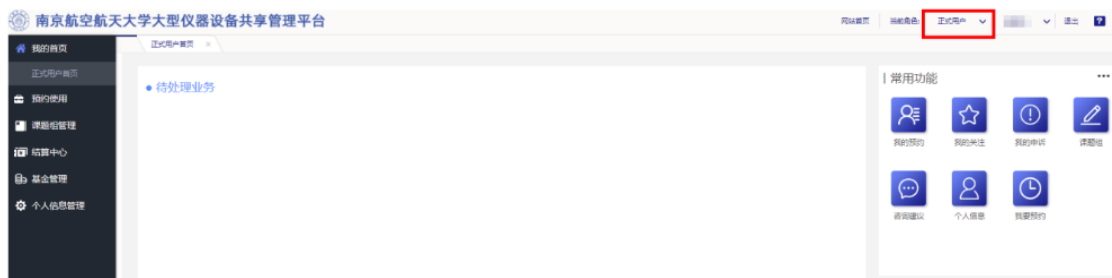 南京航空航天大学大型仪器设备共享管理平台
网站首页 当前角色: 正式用户 退出 ?
我的首页
正式用户首页 ×
正式用户首页
预约使用
课题组管理
结算中心
基金管理
个人信息管理
待处理业务
常用功能 •••
我的预约 我的关注 我的申诉 课题组
咨询建议 个人信息 我要预约